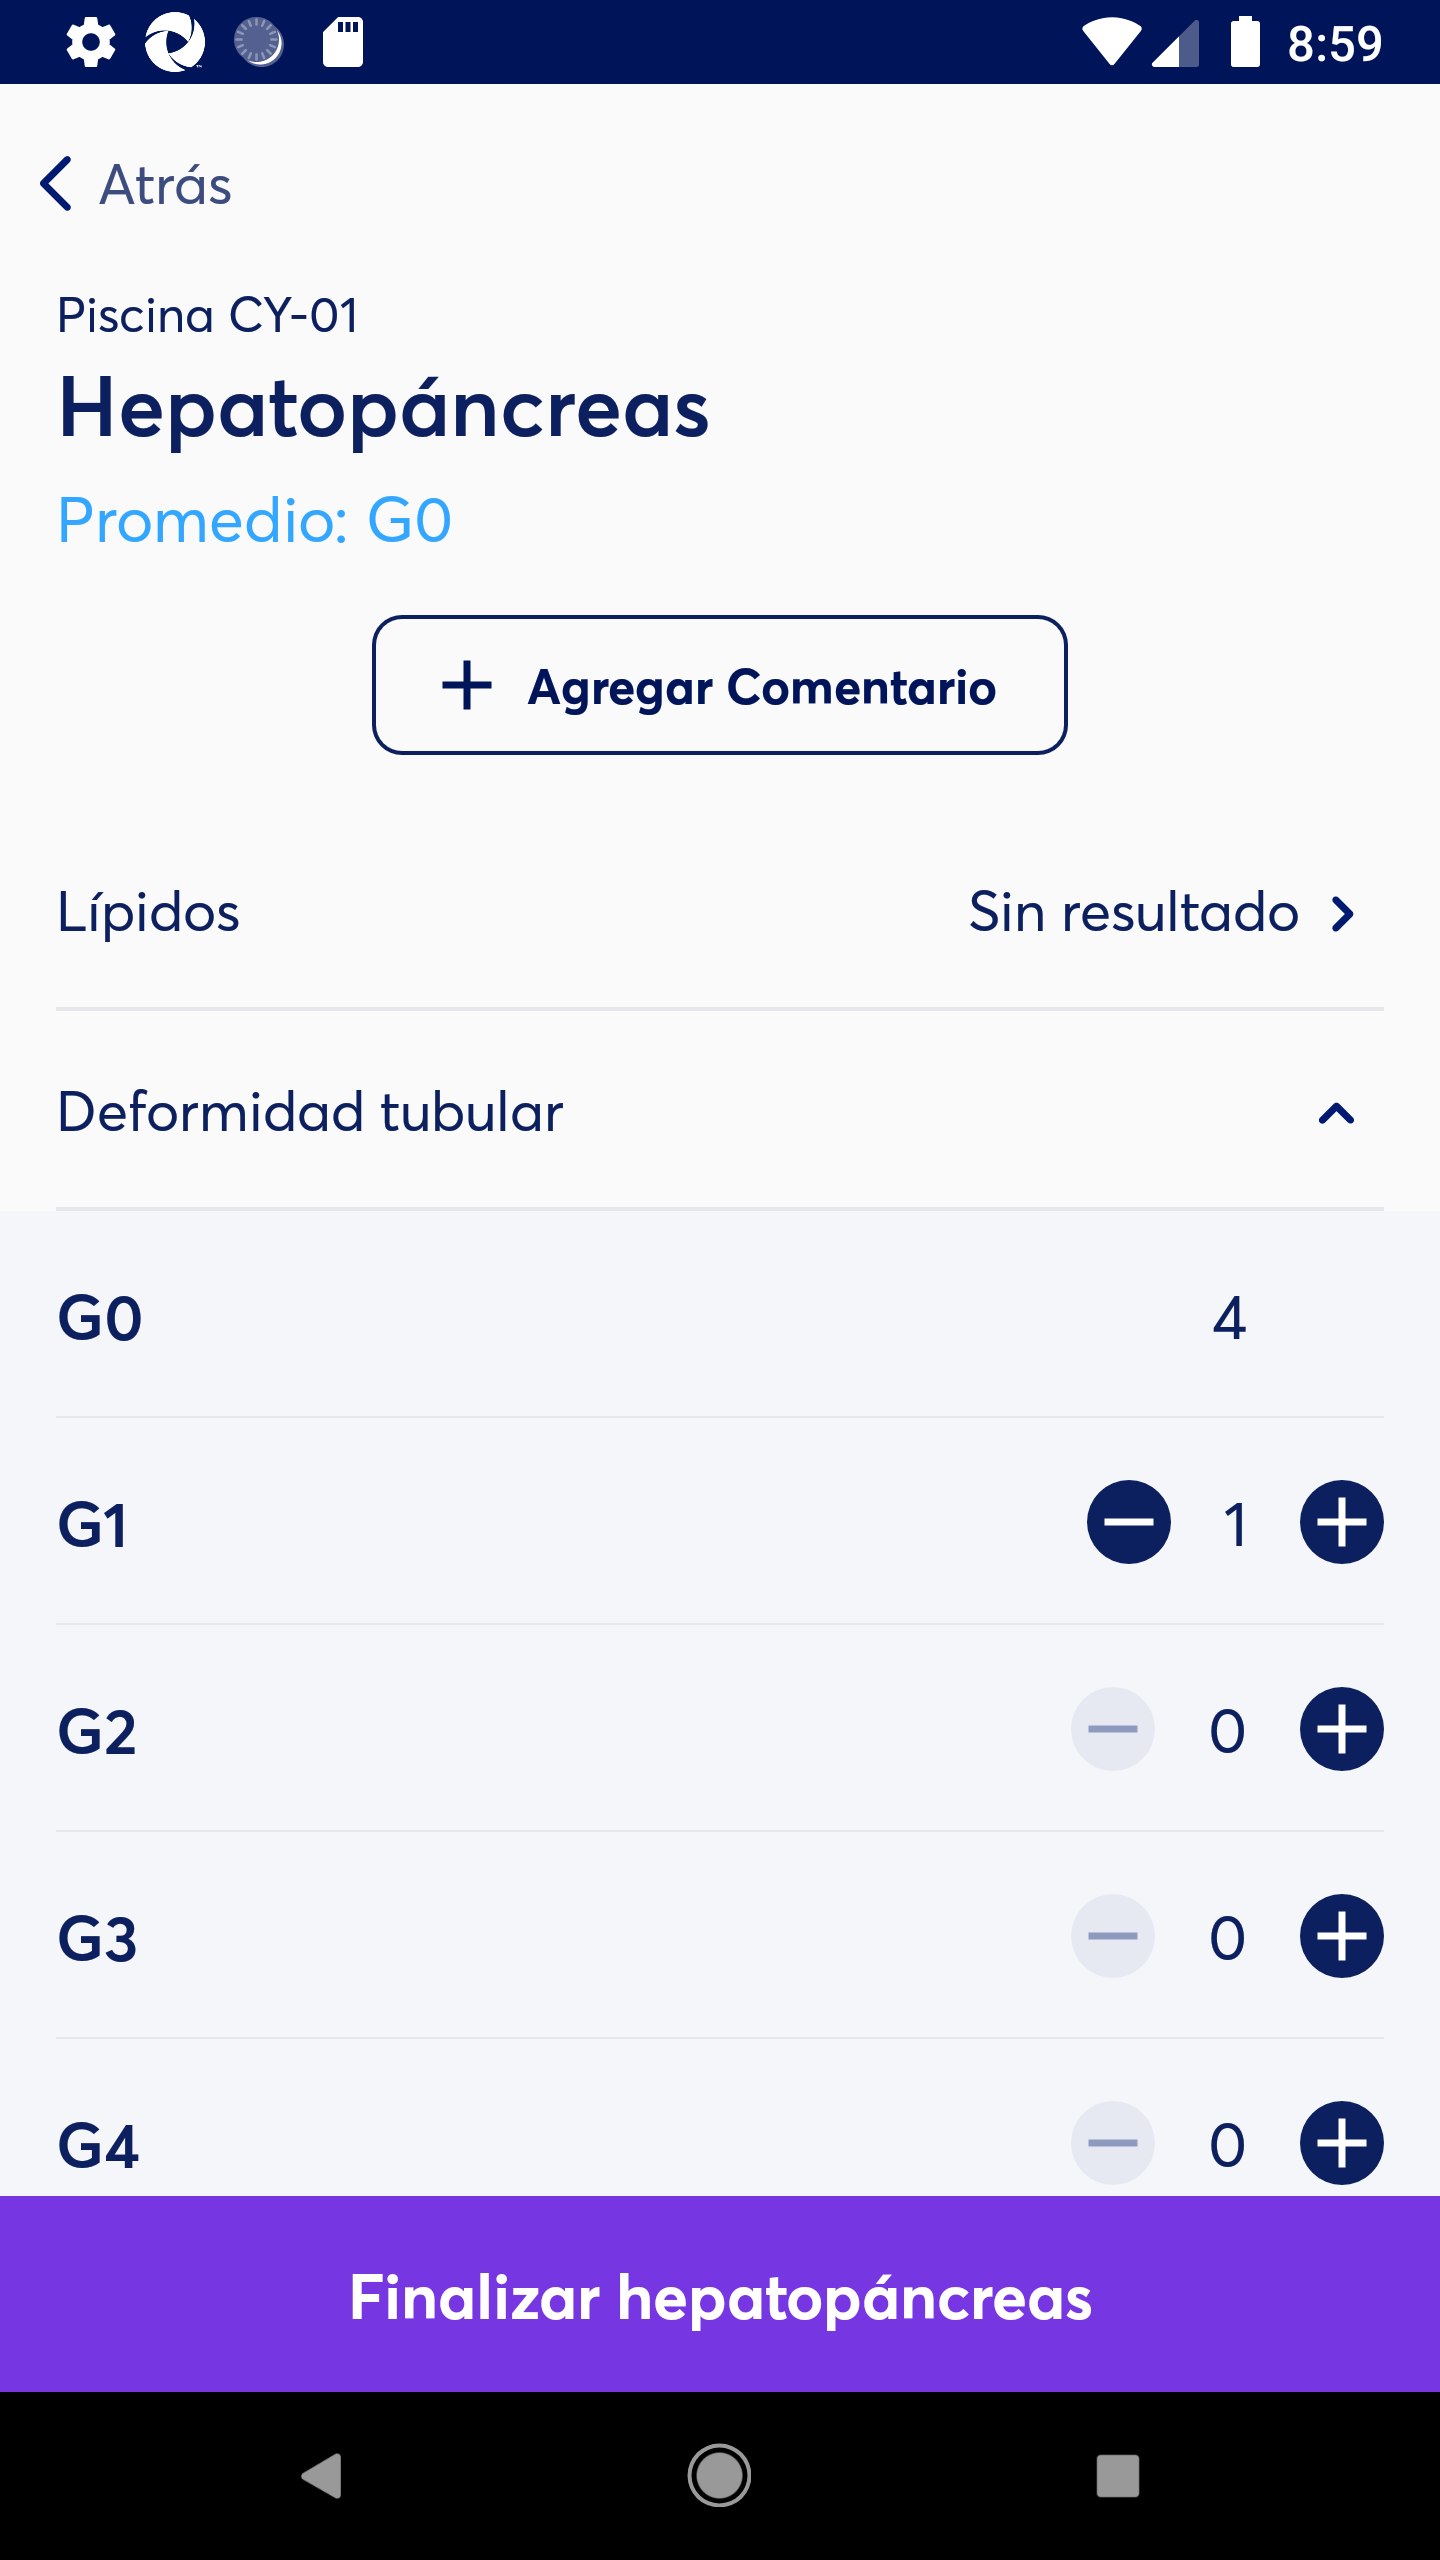 8:59
Atrás
Piscina CY-01
Hepatopáncreas
Promedio: G0
Agregar Comentario
Lípidos Sin resultado
Deformidad tubular
G0 4
G1 1
G2 0
G3 0
G4 0
Finalizar hepatopáncreas